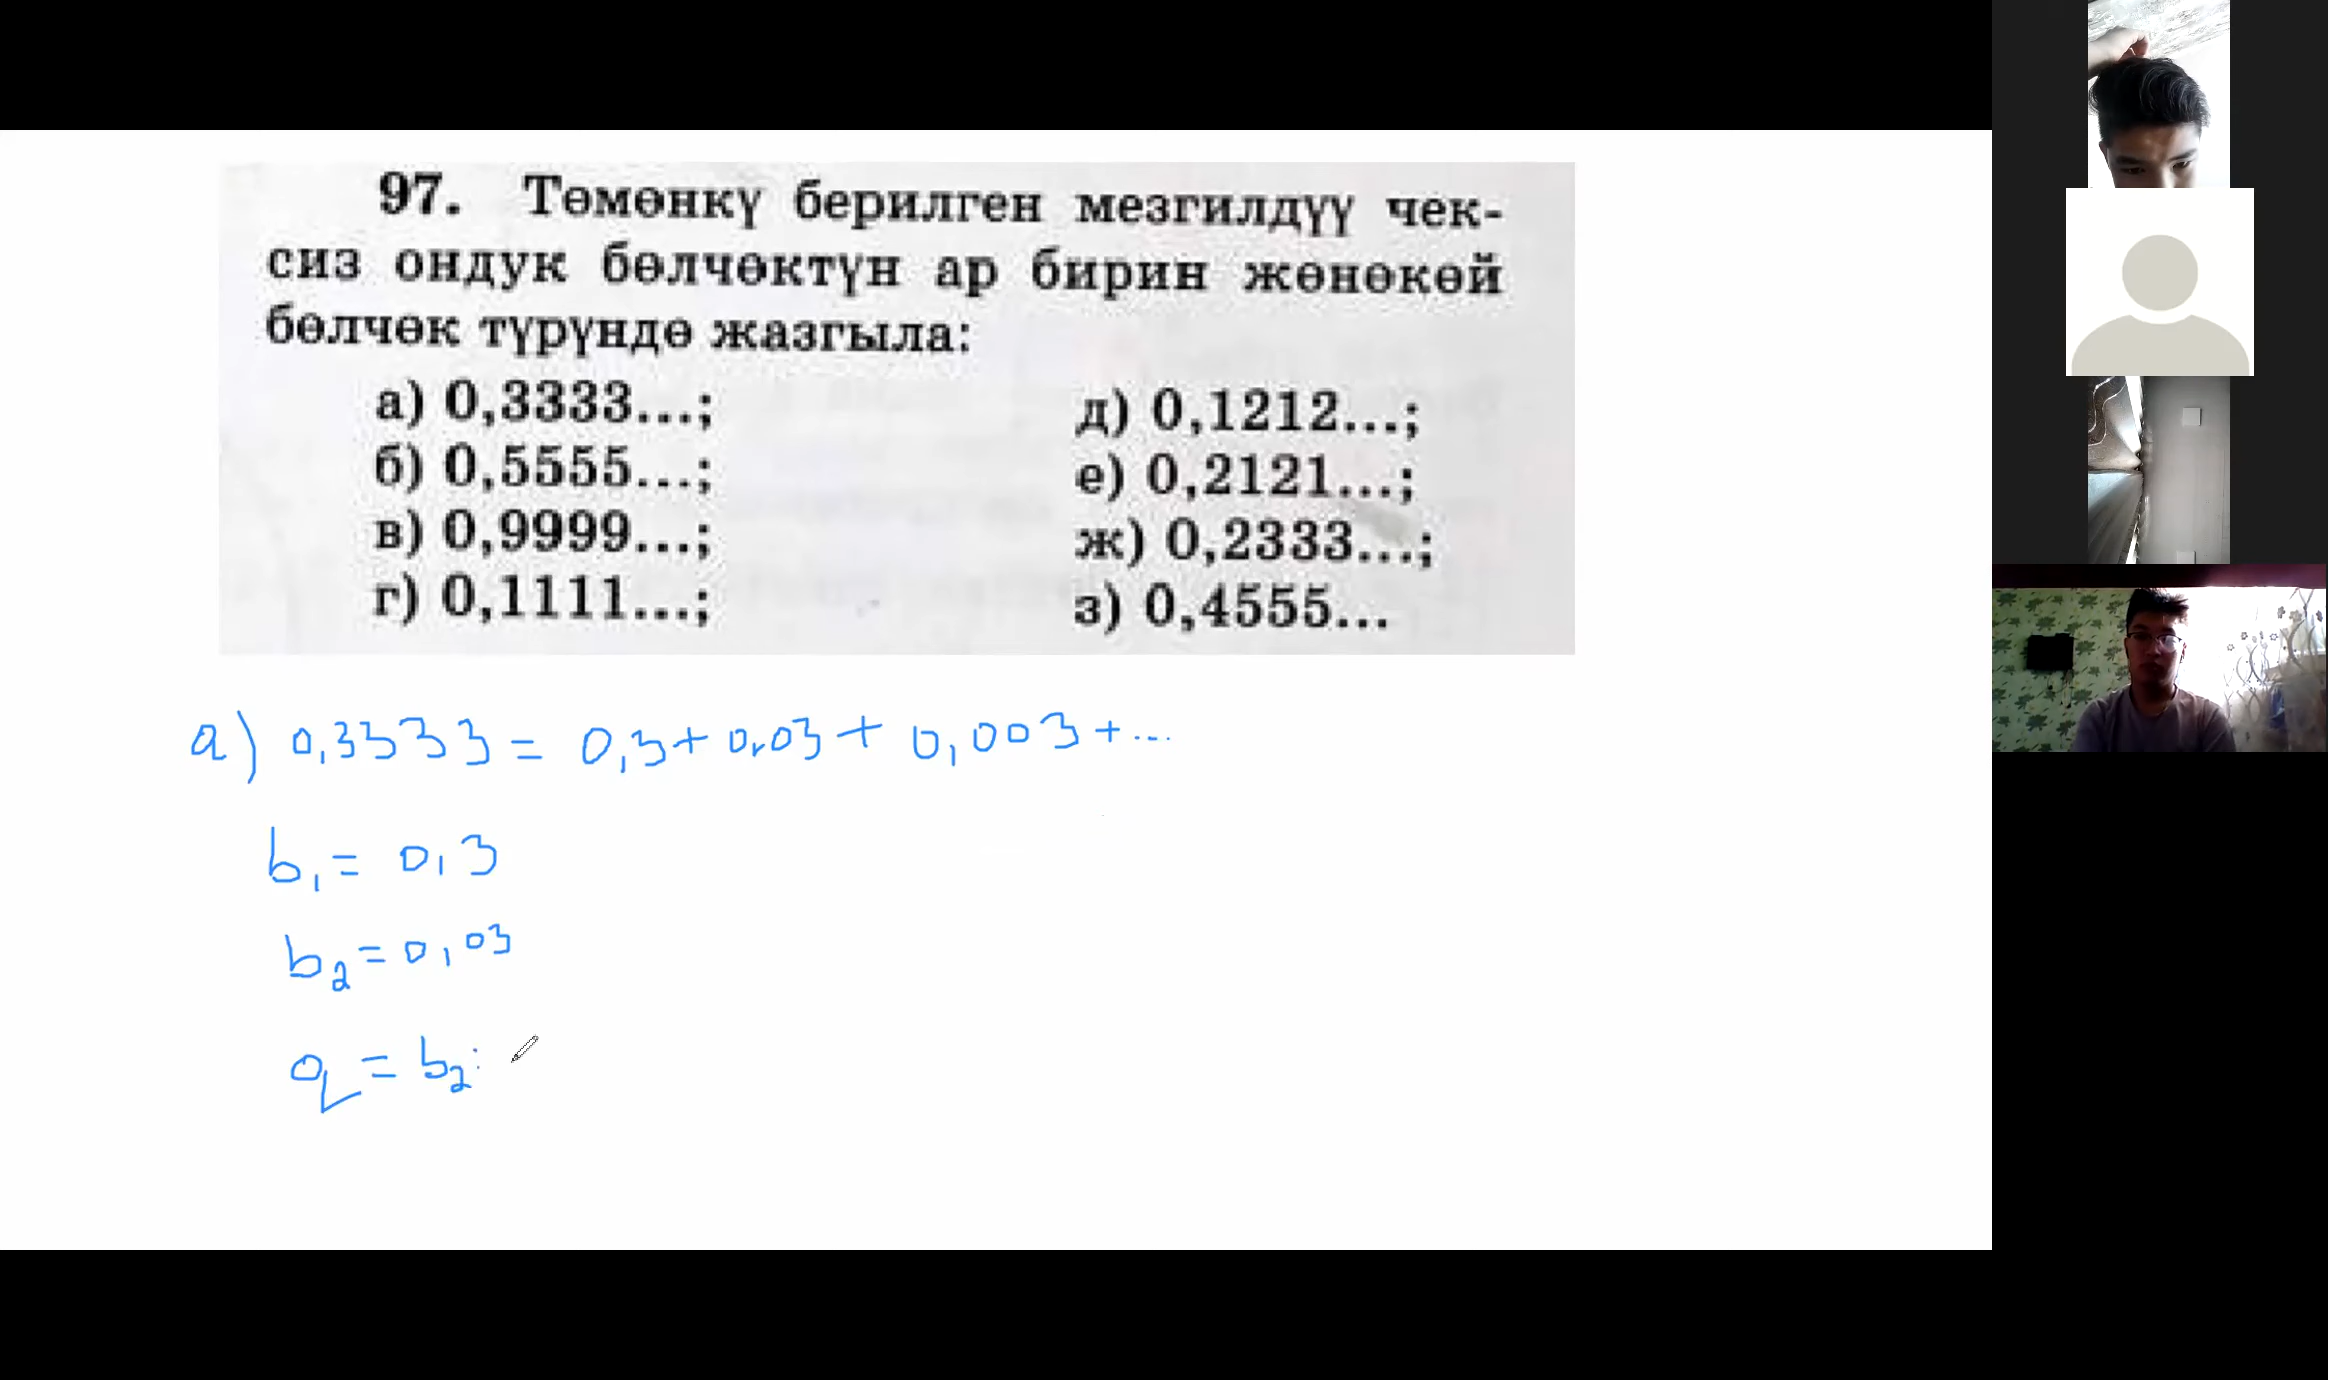 97. Төмөнкү берилген мезгилдүү чек-
сиз ондук бөлчөктүн ар бирин жөнөкөй
бөлчөк түрүндө жазгыла:
а) 0,3333...;
б) 0,5555...;
в) 0,9999...;
г) 0,1111...;
д) 0,1212...;
е) 0,2121...;
ж) 0,2333...;
з) 0,4555...
a) 0,3333 = 0,3 + 0,03 + 0,003 + ...
b₁ = 0,3
b₂ = 0,03
q = b₂ :